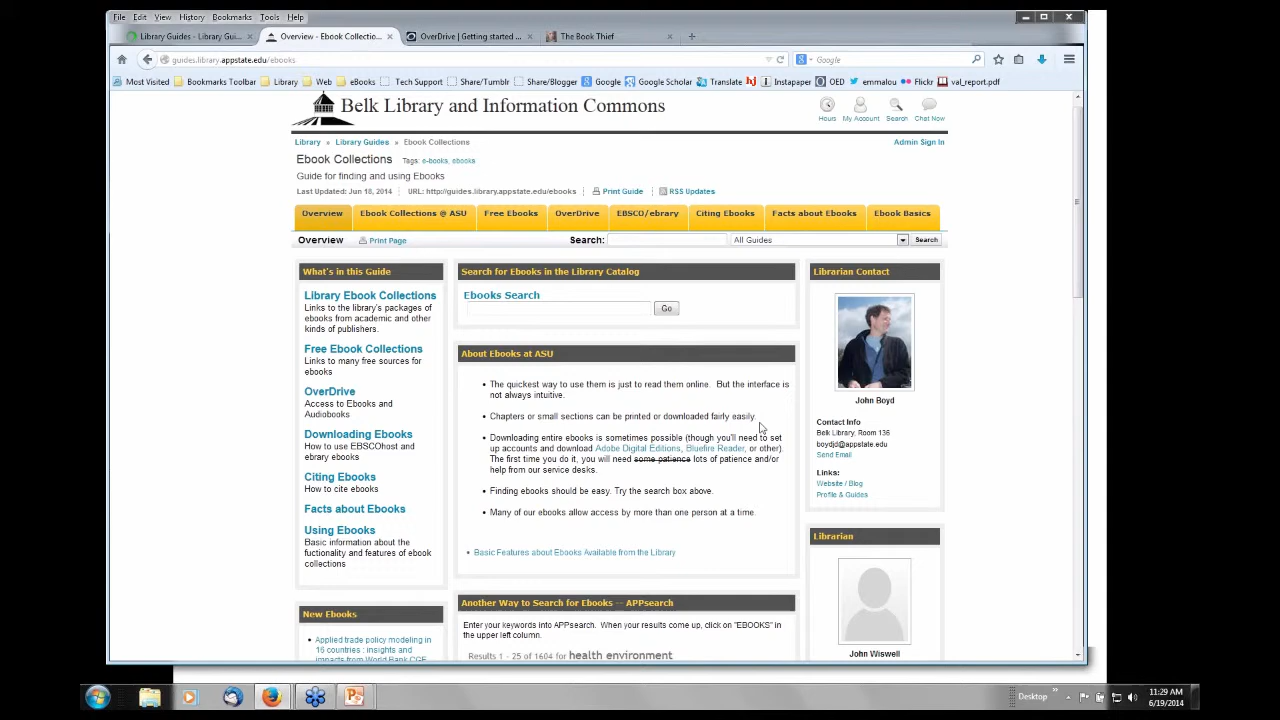 File Edit View History Bookmarks Tools Help
Library Guides - Library Gui...
Overview - Ebook Collectio...
OverDrive | Getting started ...
The Book Thief
guides.library.appstate.edu/ebooks
Google
Most Visited Bookmarks Toolbar Library Web eBooks Tech Support Share/Tumblr Share/Blogger Google Google Scholar Translate Instapaper OED emmalou Flickr val_report.pdf
Belk Library and Information Commons
Hours My Account Search Chat Now
Library » Library Guides » Ebook Collections
Admin Sign In
Ebook Collections Tags: e-books, ebooks
Guide for finding and using Ebooks
Last Updated: Jun 18, 2014 URL: http://guides.library.appstate.edu/ebooks Print Guide RSS Updates
Overview Ebook Collections @ ASU Free Ebooks OverDrive EBSCO/ebrary Citing Ebooks Facts about Ebooks Ebook Basics
Overview Print Page Search: All Guides Search
What's in this Guide
Library Ebook Collections
Links to the library's packages of
ebooks from academic and other
kinds of publishers.
Free Ebook Collections
Links to many free sources for
ebooks
OverDrive
Access to Ebooks and
Audiobooks
Downloading Ebooks
How to use EBSCOhost and
ebrary ebooks
Citing Ebooks
How to cite ebooks
Facts about Ebooks
Using Ebooks
Basic information about the
fuctionality and features of ebook
collections
New Ebooks
Applied trade policy modeling in
16 countries : insights and
impacts from World Bank CGE
Search for Ebooks in the Library Catalog
Ebooks Search
Go
About Ebooks at ASU
The quickest way to use them is just to read them online. But the interface is
not always intuitive.
Chapters or small sections can be printed or downloaded fairly easily.
Downloading entire ebooks is sometimes possible (though you'll need to set
up accounts and download Adobe Digital Editions, Bluefire Reader, or other).
The first time you do it, you will need some patience lots of patience and/or
help from our service desks.
Finding ebooks should be easy. Try the search box above.
Many of our ebooks allow access by more than one person at a time.
Basic Features about Ebooks Available from the Library
Another Way to Search for Ebooks -- APPsearch
Enter your keywords into APPsearch. When your results come up, click on "EBOOKS" in
the upper left column.
Results 1 - 25 of 1604 for health environment
Librarian Contact
John Boyd
Contact Info
Belk Library, Room 136
boydjd@appstate.edu
Send Email
Links:
Website / Blog
Profile & Guides
Librarian
John Wiswell
Desktop
11:29 AM
6/19/2014